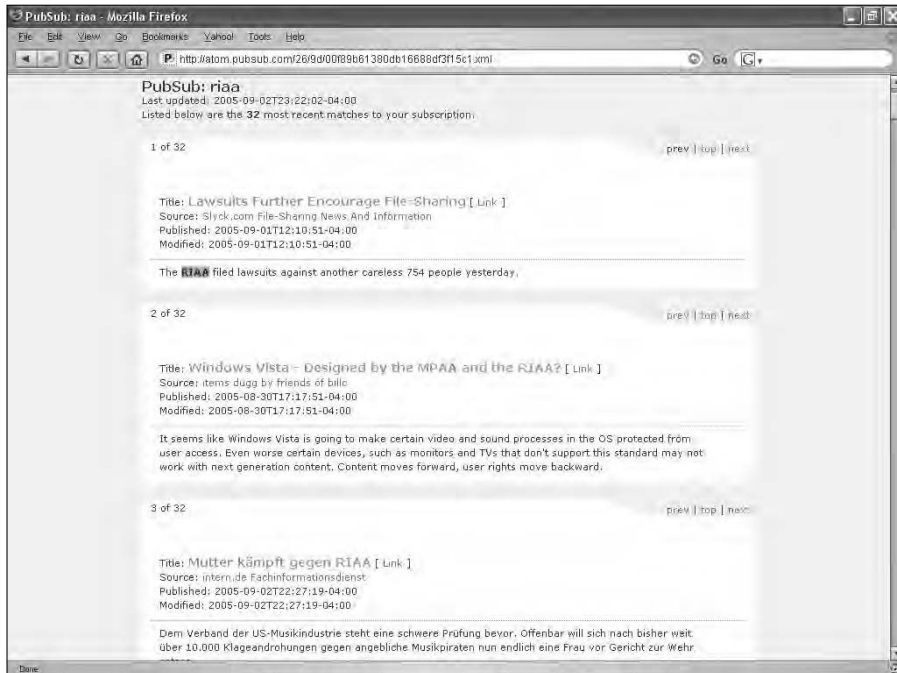 PubSub: riaa - Mozilla Firefox
File Edit View Go Bookmarks Yahoo! Tools Help
P http://atom.pubsub.com/26/9d/00f89b61380db16688df3f15c1.xml Go G
PubSub: riaa
Last updated: 2005-09-02T23:22:02-04:00
Listed below are the 32 most recent matches to your subscription.
1 of 32 prev | top | next
Title: Lawsuits Further Encourage File-Sharing [ Link ]
Source: Slyck.com File-Sharing News And Information
Published: 2005-09-01T12:10:51-04:00
Modified: 2005-09-01T12:10:51-04:00
The RIAA filed lawsuits against another careless 754 people yesterday.
2 of 32 prev | top | next
Title: Windows Vista - Designed by the MPAA and the RIAA? [ Link ]
Source: items dugg by friends of billc
Published: 2005-08-30T17:17:51-04:00
Modified: 2005-08-30T17:17:51-04:00
It seems like Windows Vista is going to make certain video and sound processes in the OS protected from
user access. Even worse certain devices, such as monitors and TVs that don't support this standard may not
work with next generation content. Content moves forward, user rights move backward.
3 of 32 prev | top | next
Title: Mutter kämpft gegen RIAA [ Link ]
Source: intern.de Fachinformationsdienst
Published: 2005-09-02T22:27:19-04:00
Modified: 2005-09-02T22:27:19-04:00
Dem Verband der US-Musikindustrie steht eine schwere Prüfung bevor. Offenbar will sich nach bisher weit
über 10.000 Klageandrohungen gegen angebliche Musikpiraten nun endlich eine Frau vor Gericht zur Wehr
Done